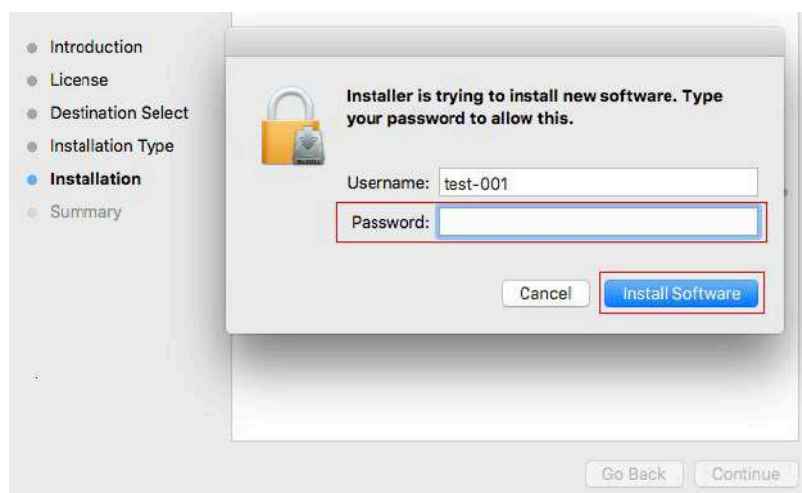 Introduction
License
Destination Select
Installation Type
Installation
Summary
Installer is trying to install new software. Type
your password to allow this.
Username: test-001
Password:
Cancel
Install Software
Go Back
Continue